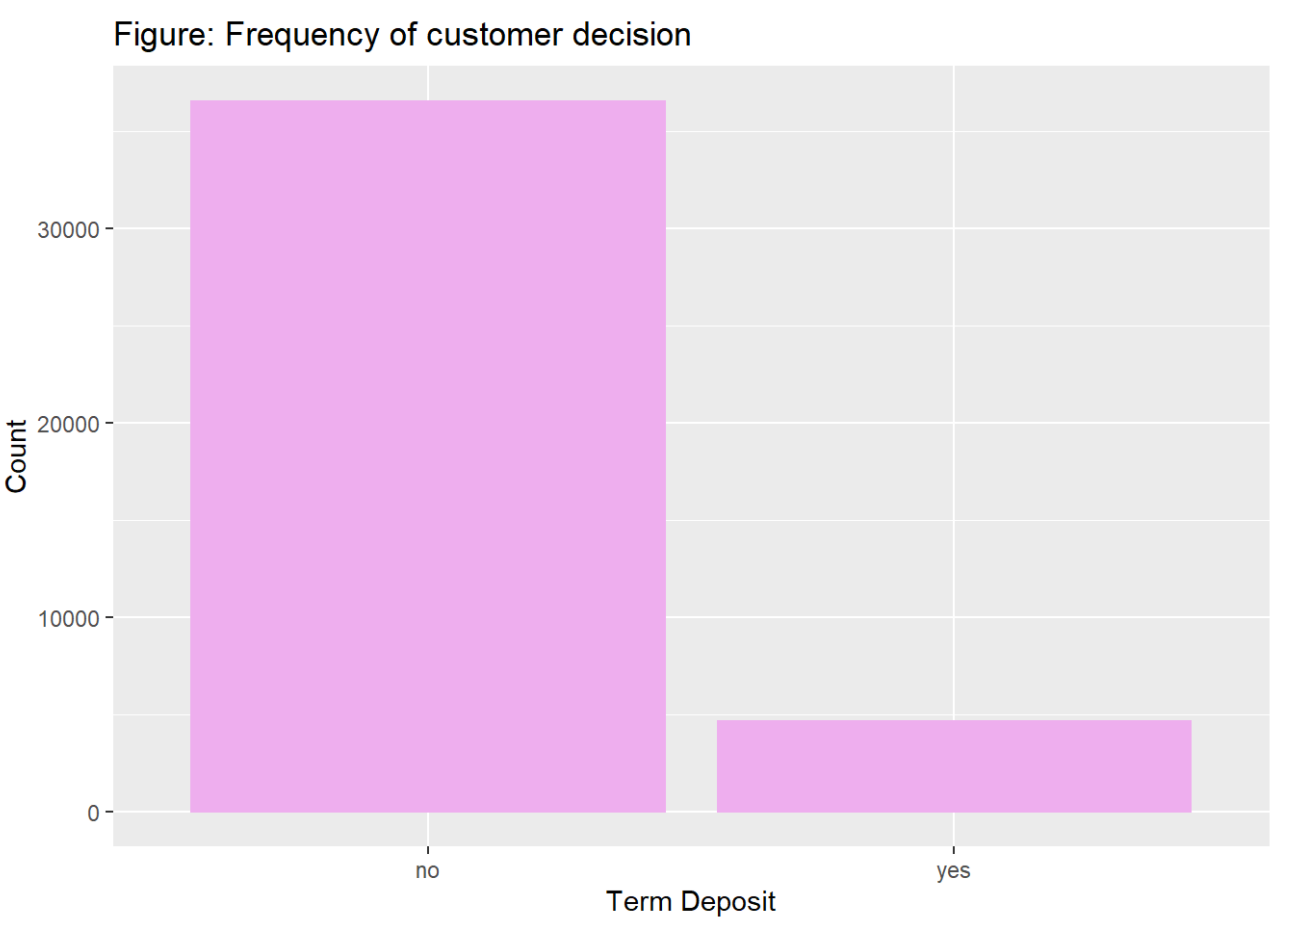 Figure: Frequency of customer decision
30000
20000
10000
0
Count
no
yes
Term Deposit